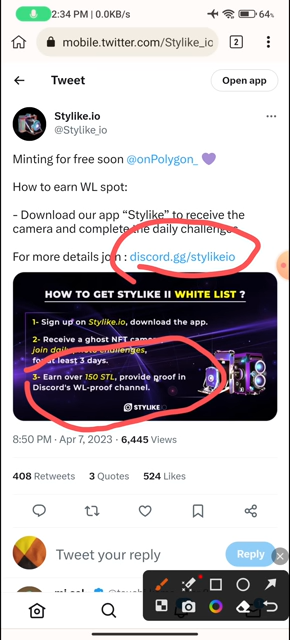 2:34 PM | 0.0KB/s
64%
mobile.twitter.com/Stylike_io
2
Tweet
Open app
Stylike.io
@Stylike_io
Minting for free soon @onPolygon_ 💜
How to earn WL spot:
- Download our app “Stylike” to receive the
camera and complete the daily challenges.
For more details join : discord.gg/stylikeio
HOW TO GET STYLIKE II WHITE LIST ?
1- Sign up on Stylike.io, download the app.
2- Receive a ghost NFT camera,
join daily photo challenges,
for at least 3 days.
3- Earn over 150 STL, provide proof in
Discord's WL-proof channel.
STYLIKE
8:50 PM · Apr 7, 2023 · 6,445 Views
408 Retweets 3 Quotes 524 Likes
Tweet your reply
Reply